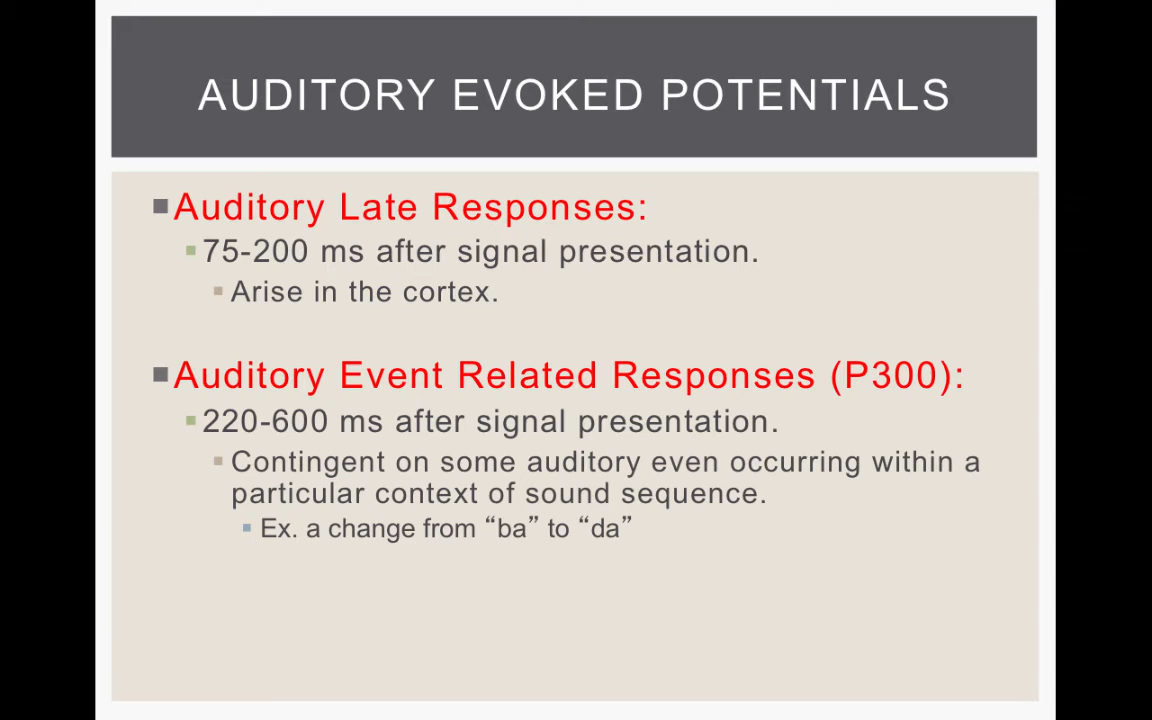 AUDITORY EVOKED POTENTIALS
Auditory Late Responses:
75-200 ms after signal presentation.
Arise in the cortex.
Auditory Event Related Responses (P300):
220-600 ms after signal presentation.
Contingent on some auditory even occurring within a
particular context of sound sequence.
Ex. a change from “ba” to “da”